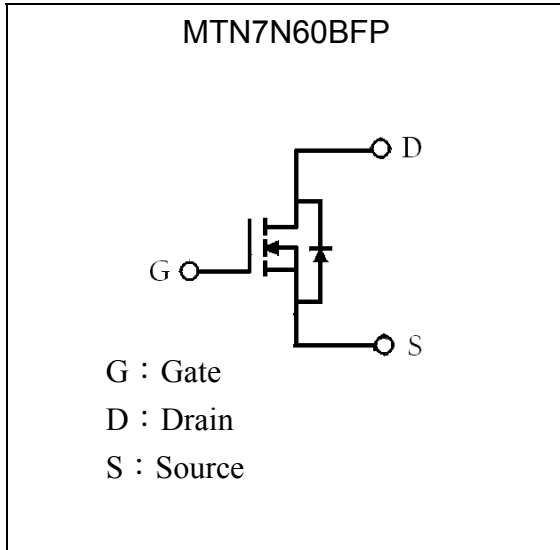 MTN7N60BFP
D
G
S
G：Gate
D：Drain
S：Source